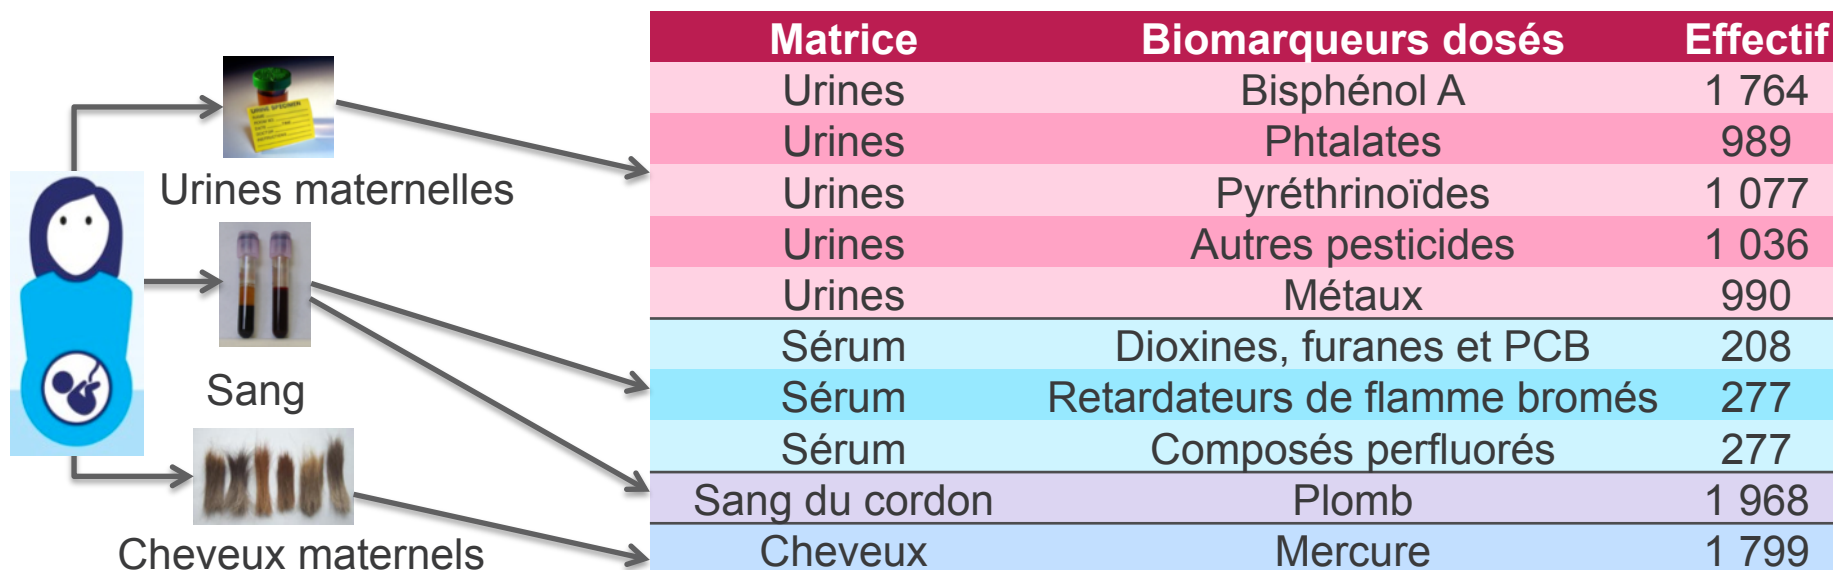 Matrice Biomarqueurs dosés Effectif
Urines Bisphénol A 1 764
Urines Phtalates 989
Urines Pyréthrinoïdes 1 077
Urines Autres pesticides 1 036
Urines Métaux 990
Sérum Dioxines, furanes et PCB 208
Sérum Retardateurs de flamme bromés 277
Sérum Composés perfluorés 277
Sang du cordon Plomb 1 968
Cheveux Mercure 1 799
URINE SPECIMEN
Urines maternelles
Sang
Cheveux maternels